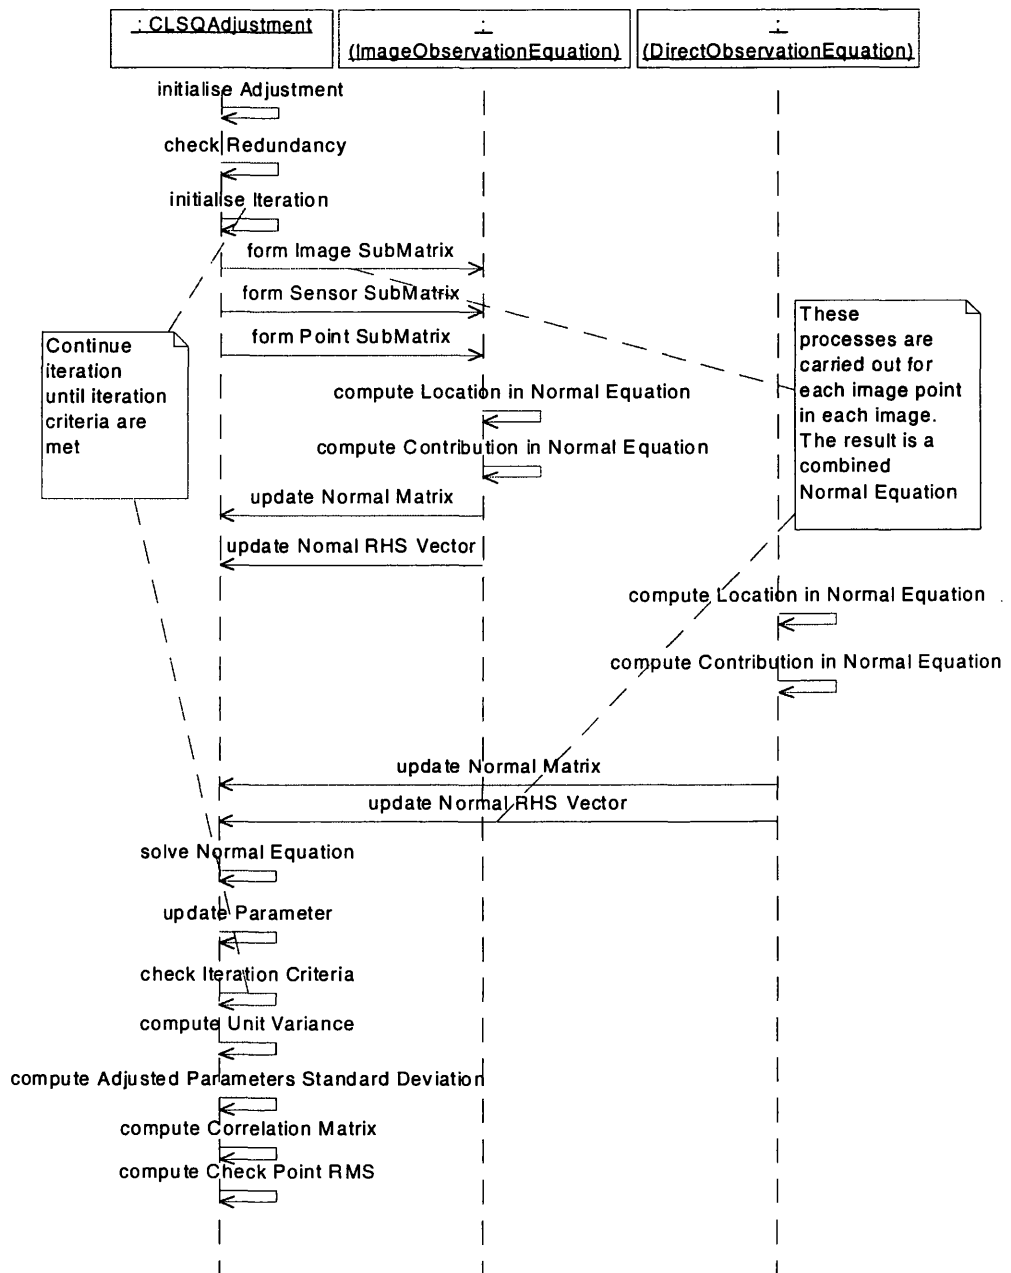 : CLSQAdjustment
:
(ImageObservationEquation)
:
(DirectObservationEquation)
initialise Adjustment
check Redundancy
initialise Iteration
form Image SubMatrix
form Sensor SubMatrix
form Point SubMatrix
Continue
iteration
until iteration
criteria are
met
These
processes are
carried out for
each image point
in each image.
The result is a
combined
Normal Equation
compute Location in Normal Equation
compute Contribution in Normal Equation
update Normal Matrix
update Nomal RHS Vector
compute Location in Normal Equation
compute Contribution in Normal Equation
update Normal Matrix
update Normal RHS Vector
solve Normal Equation
update Parameter
check Iteration Criteria
compute Unit Variance
compute Adjusted Parameters Standard Deviation
compute Correlation Matrix
compute Check Point RMS